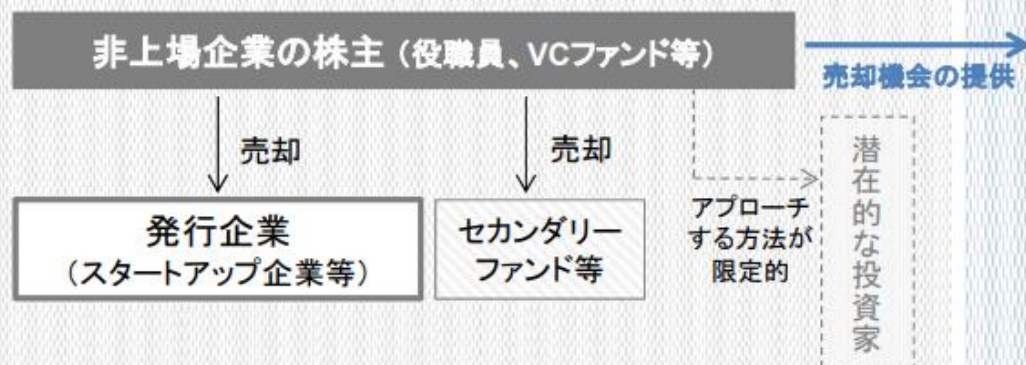 非上場企業の株主（役職員、VCファンド等）
売却機会の提供
売却
売却
発行企業
（スタートアップ企業等）
セカンダリー
ファンド等
アプローチ
する方法が
限定的
潜在的な投資家